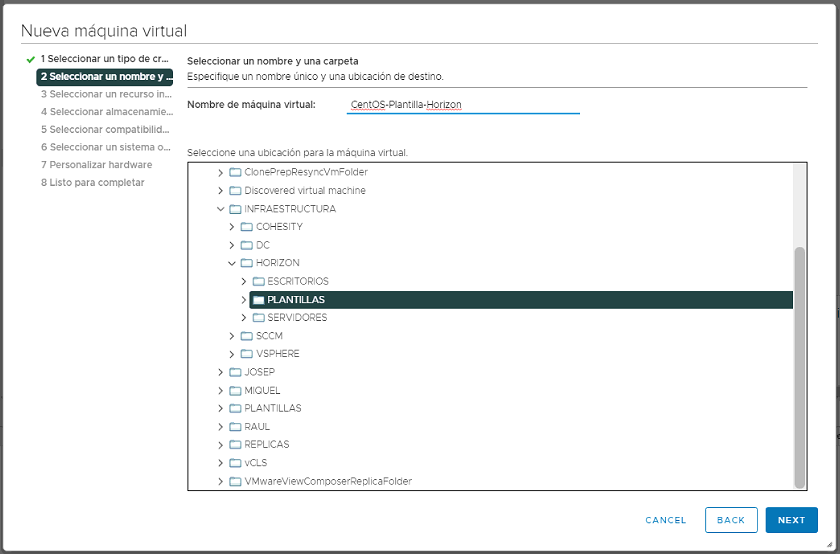 Nueva máquina virtual
1 Seleccionar un tipo de cr...
2 Seleccionar un nombre y ...
3 Seleccionar un recurso in...
4 Seleccionar almacenamie...
5 Seleccionar compatibilid...
6 Seleccionar un sistema o...
7 Personalizar hardware
8 Listo para completar
Seleccionar un nombre y una carpeta
Especifique un nombre único y una ubicación de destino.
Nombre de máquina virtual: CentOS-Plantilla-Horizon
Seleccione una ubicación para la máquina virtual.
ClonePrepResyncVmFolder
Discovered virtual machine
INFRAESTRUCTURA
COHESITY
DC
HORIZON
ESCRITORIOS
PLANTILLAS
SERVIDORES
SCCM
VSPHERE
JOSEP
MIQUEL
PLANTILLAS
RAUL
REPLICAS
vCLS
VMwareViewComposerReplicaFolder
CANCEL BACK NEXT